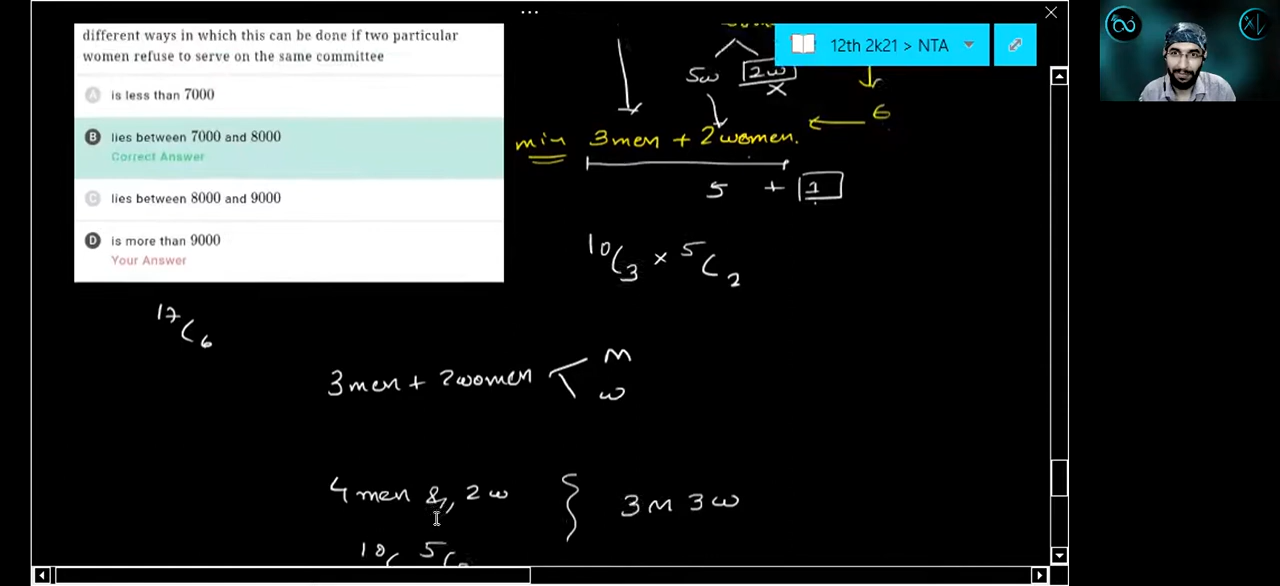 different ways in which this can be done if two particular
women refuse to serve on the same committee
A is less than 7000
B lies between 7000 and 8000
Correct Answer
C lies between 8000 and 9000
D is more than 9000
Your Answer
12th 2k21 > NTA
5w 2w
x
6
min 3men + 2women.
5 + 1
¹⁰C₃ × ⁵C₂
¹⁷C₆
3men + 2women < M
w
4 men &, 2w } 3M 3w
¹⁰C ⁵C